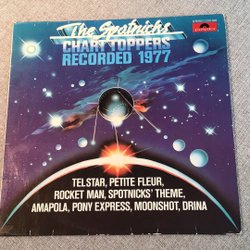 The Spotnicks
CHART TOPPERS
RECORDED 1977
TELSTAR, PETITE FLEUR,
ROCKET MAN, SPOTNICKS' THEME,
AMAPOLA, PONY EXPRESS, MOONSHOT, DRINA